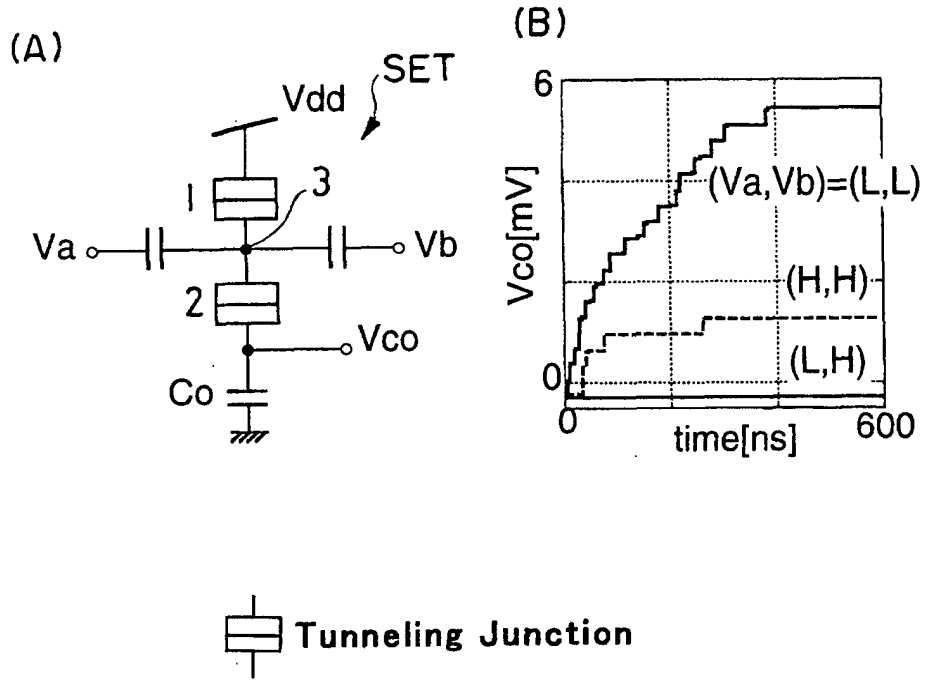 (A)
SET
Vdd
1
3
Va
Vb
2
Vco
Co
(B)
6
Vco[mV]
(Va,Vb)=(L,L)
(H,H)
(L,H)
0
0
600
time[ns]
Tunneling Junction